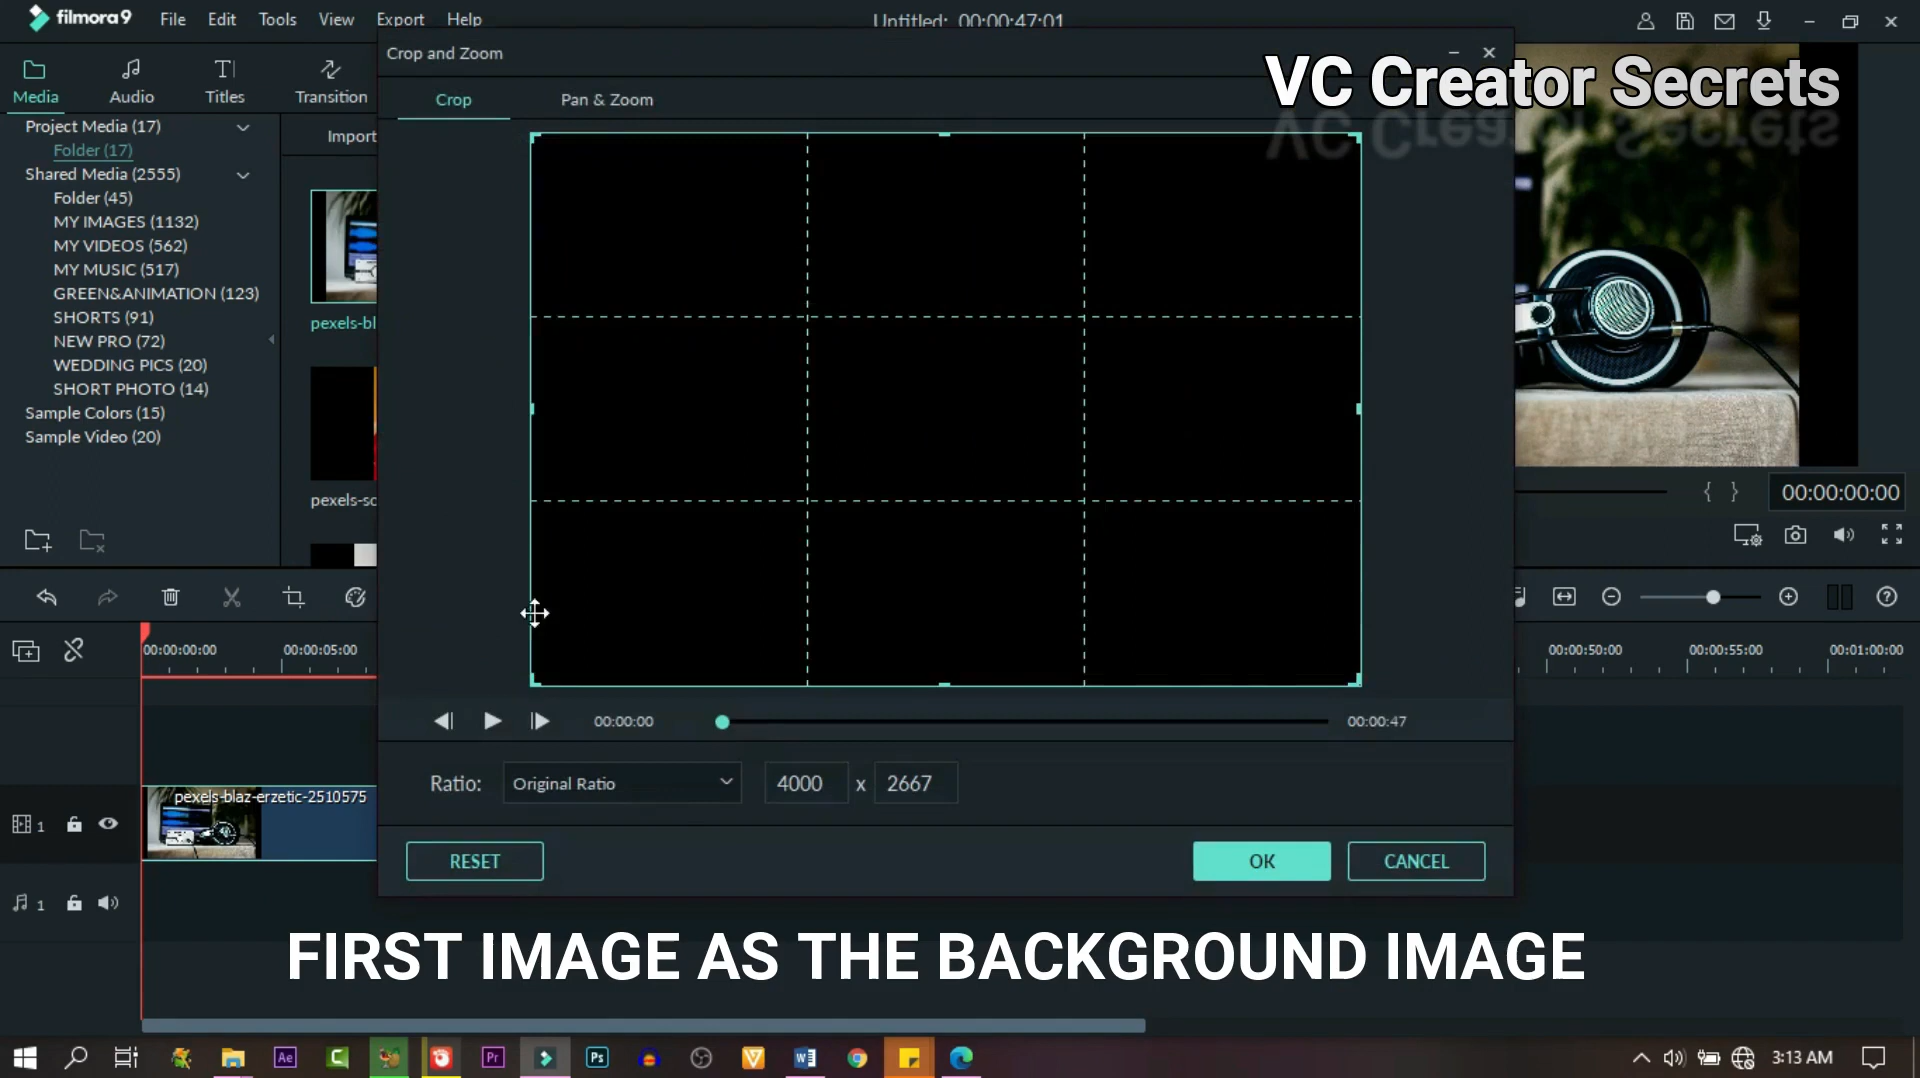 filmora9
File Edit Tools View Export Help
Untitled: 00:00:47:01
Crop and Zoom
VC Creator Secrets
Media Audio Titles Transition
Crop Pan & Zoom
Project Media (17)
Import
Folder (17)
Shared Media (2555)
Folder (45)
MY IMAGES (1132)
MY VIDEOS (562)
MY MUSIC (517)
GREEN&ANIMATION (123)
SHORTS (91)
pexels-bl
NEW PRO (72)
WEDDING PICS (20)
SHORT PHOTO (14)
Sample Colors (15)
Sample Video (20)
pexels-sc
00:00:00:00
00:00:00:00 00:00:05:00
00:00:50:00 00:00:55:00 00:01:00:00
00:00:00
00:00:47
Ratio: Original Ratio 4000 x 2667
pexels-blaz-erzetic-2510575
1
RESET OK CANCEL
1
FIRST IMAGE AS THE BACKGROUND IMAGE
Ae Pr Ps
3:13 AM